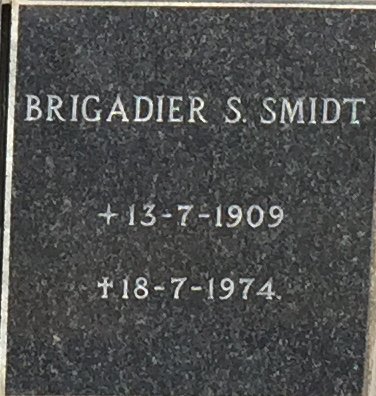 BRIGADIER S. SMIDT
+ 13-7-1909
† 18-7-1974.